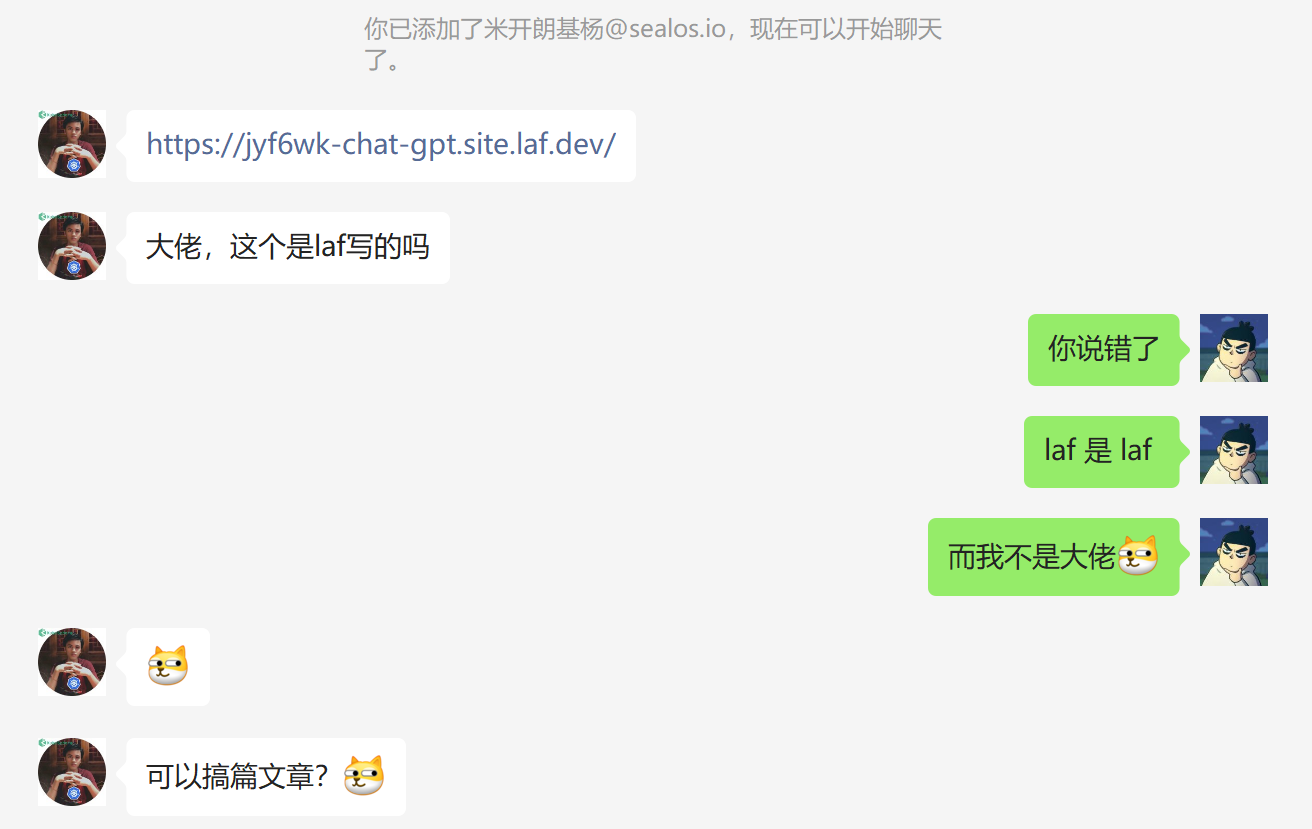 你已添加了米开朗基杨@sealos.io，现在可以开始聊天
了。
https://jyf6wk-chat-gpt.site.laf.dev/
大佬，这个是laf写的吗
你说错了
laf 是 laf
而我不是大佬
可以搞篇文章？